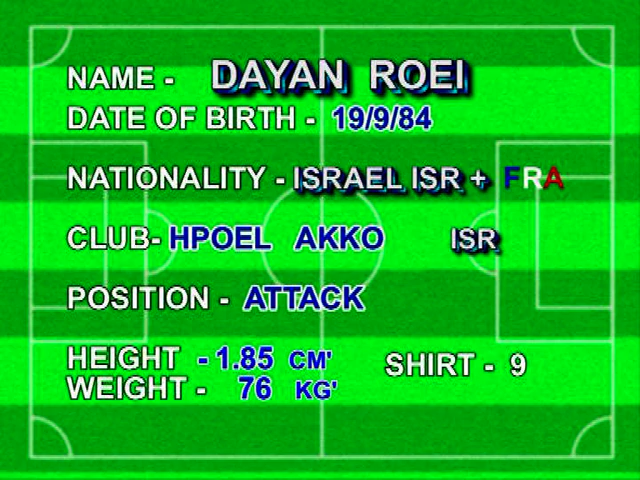 NAME - DAYAN ROEI
DATE OF BIRTH - 19/9/84
NATIONALITY - ISRAEL ISR + FRA
CLUB- HPOEL AKKO ISR
POSITION - ATTACK
HEIGHT - 1.85 CM' SHIRT - 9
WEIGHT - 76 KG'